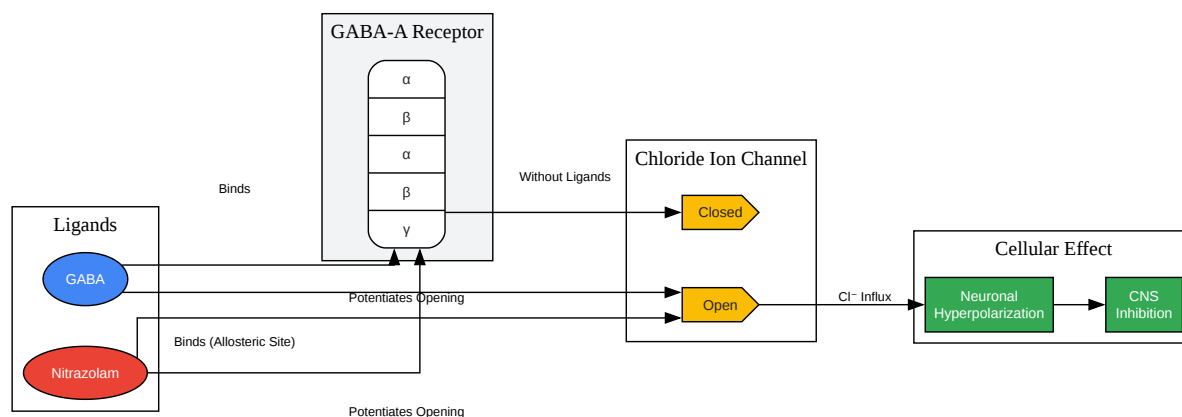 GABA-A Receptor
α
β
α
β
γ
Binds
Without Ligands
Chloride Ion Channel
Closed
Open
Ligands
GABA
Nitrazolam
Potentiates Opening
Binds (Allosteric Site)
Potentiates Opening
Cl⁻ Influx
Cellular Effect
Neuronal
Hyperpolarization
CNS
Inhibition